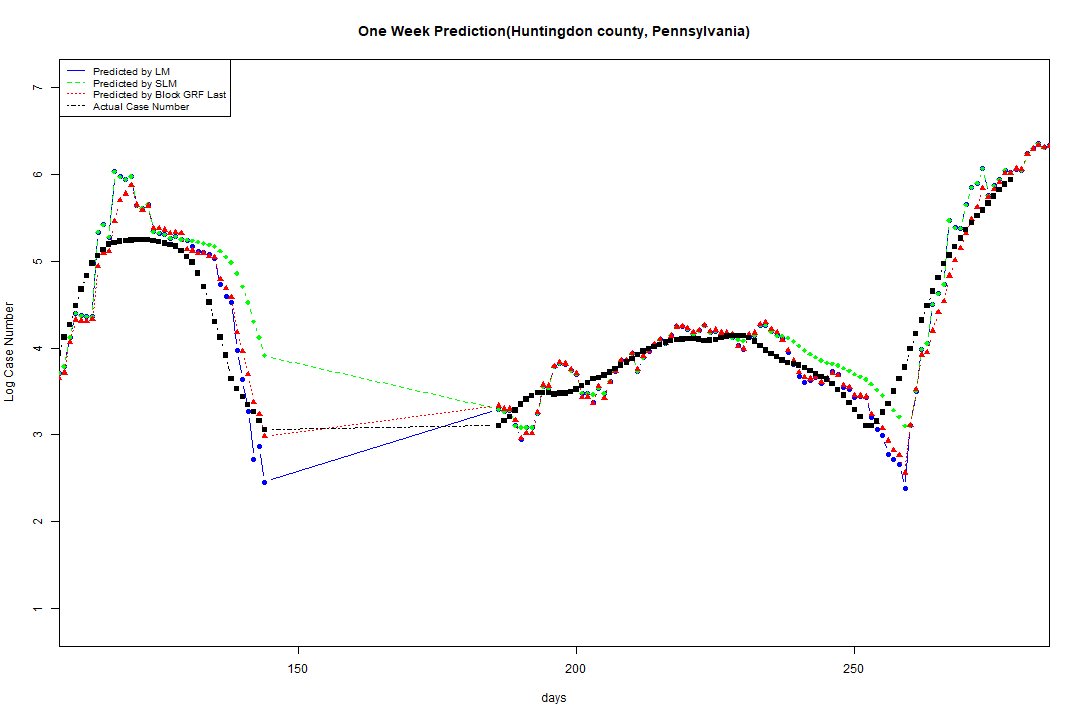 One Week Prediction(Huntingdon county, Pennsylvania)
Predicted by LM
Predicted by SLM
Predicted by Block GRF Last
Actual Case Number
7
6
5
4
3
2
1
Log Case Number
150
200
250
days